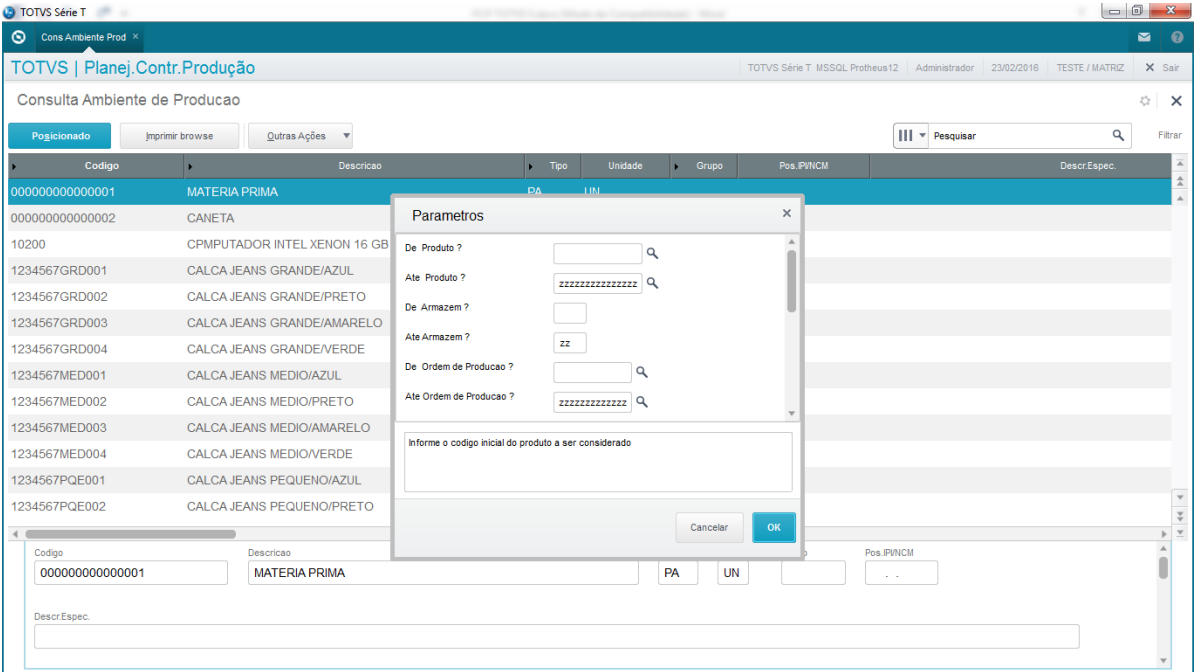 TOTVS Série T
Cons Ambiente Prod ×
TOTVS | Planej.Contr.Produção
TOTVS Série T MSSQL Protheus12 Administrador 23/02/2016 TESTE / MATRIZ Sair
Consulta Ambiente de Producao
Posicionado Imprimir browse Outras Ações Pesquisar Filtrar
Codigo Descricao Tipo Unidade Grupo Pos.IPI/NCM Descr.Espec.
000000000000001 MATERIA PRIMA PA UN
000000000000002 CANETA
10200 CPMPUTADOR INTEL XENON 16 GB
1234567GRD001 CALCA JEANS GRANDE/AZUL
1234567GRD002 CALCA JEANS GRANDE/PRETO
1234567GRD003 CALCA JEANS GRANDE/AMARELO
1234567GRD004 CALCA JEANS GRANDE/VERDE
1234567MED001 CALCA JEANS MEDIO/AZUL
1234567MED002 CALCA JEANS MEDIO/PRETO
1234567MED003 CALCA JEANS MEDIO/AMARELO
1234567MED004 CALCA JEANS MEDIO/VERDE
1234567PQE001 CALCA JEANS PEQUENO/AZUL
1234567PQE002 CALCA JEANS PEQUENO/PRETO
Parametros
De Produto ?
Ate Produto ? zzzzzzzzzzzzzzz
De Armazem ?
Ate Armazem ? zz
De Ordem de Producao ?
Ate Ordem de Producao ? zzzzzzzzzzzzz
Informe o codigo inicial do produto a ser considerado
Cancelar OK
Codigo Descricao Pos.IPI/NCM
000000000000001 MATERIA PRIMA PA UN . .
Descr.Espec.